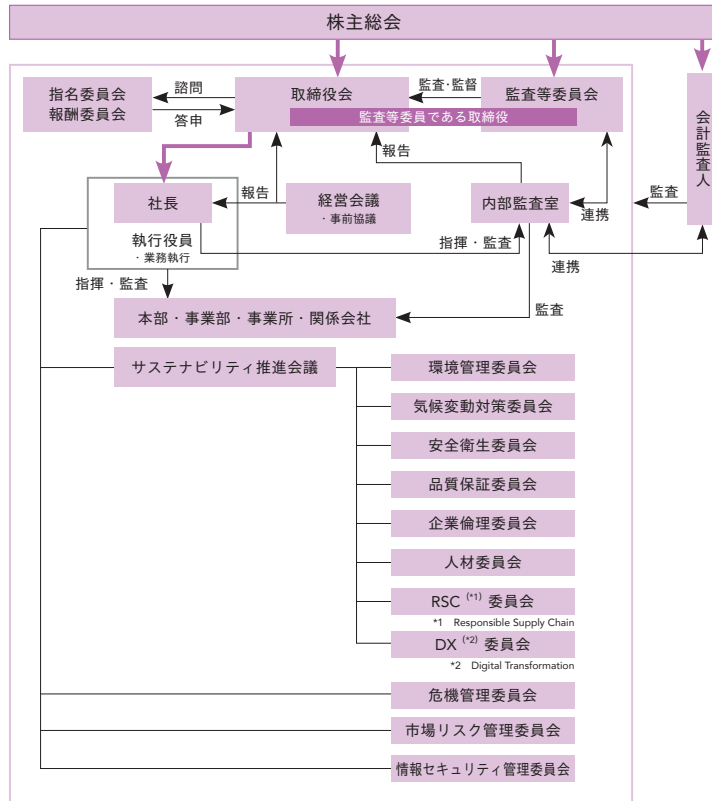 株主総会
指名委員会
報酬委員会
諮問
答申
取締役会
監査・監督
監査等委員会
監査等委員である取締役
会計監査人
報告
報告
社長
執行役員
・業務執行
経営会議
・事前協議
内部監査室
連携
監査
指揮・監査
連携
指揮・監査
本部・事業部・事業所・関係会社
監査
サステナビリティ推進会議
環境管理委員会
気候変動対策委員会
安全衛生委員会
品質保証委員会
企業倫理委員会
人材委員会
RSC (*1) 委員会
*1 Responsible Supply Chain
DX (*2) 委員会
*2 Digital Transformation
危機管理委員会
市場リスク管理委員会
情報セキュリティ管理委員会